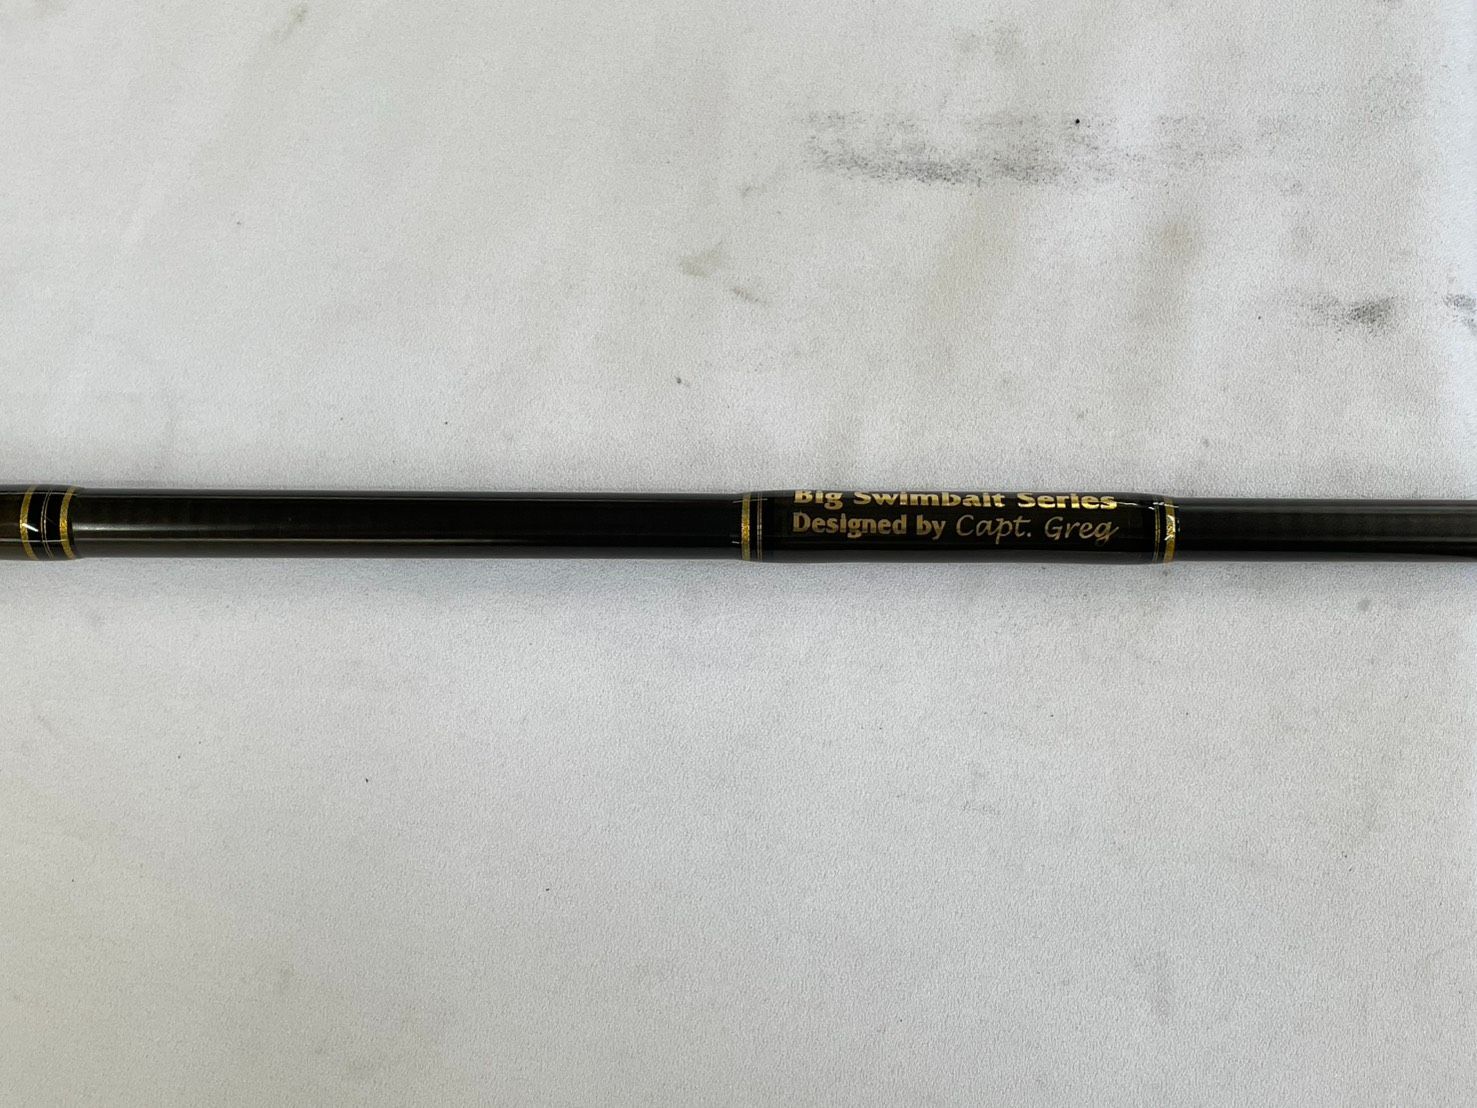 Big Swimbait Series
Designed by Capt. Greg